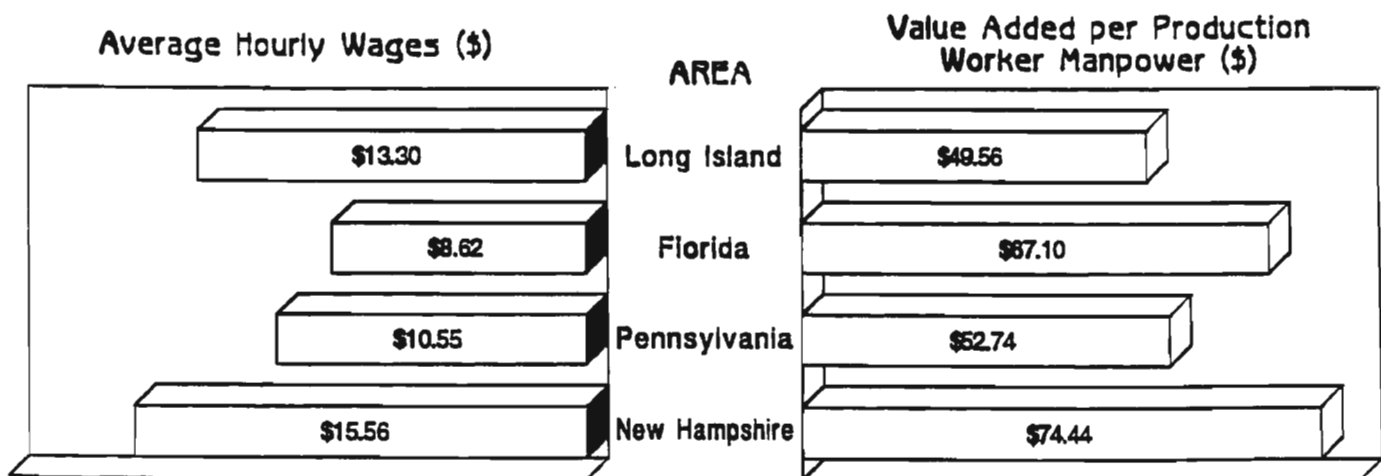 Average Hourly Wages ($)
AREA
Value Added per Production
Worker Manpower ($)
$13.30 Long Island $49.56
$8.62 Florida $67.10
$10.55 Pennsylvania $52.74
$15.56 New Hampshire $74.44